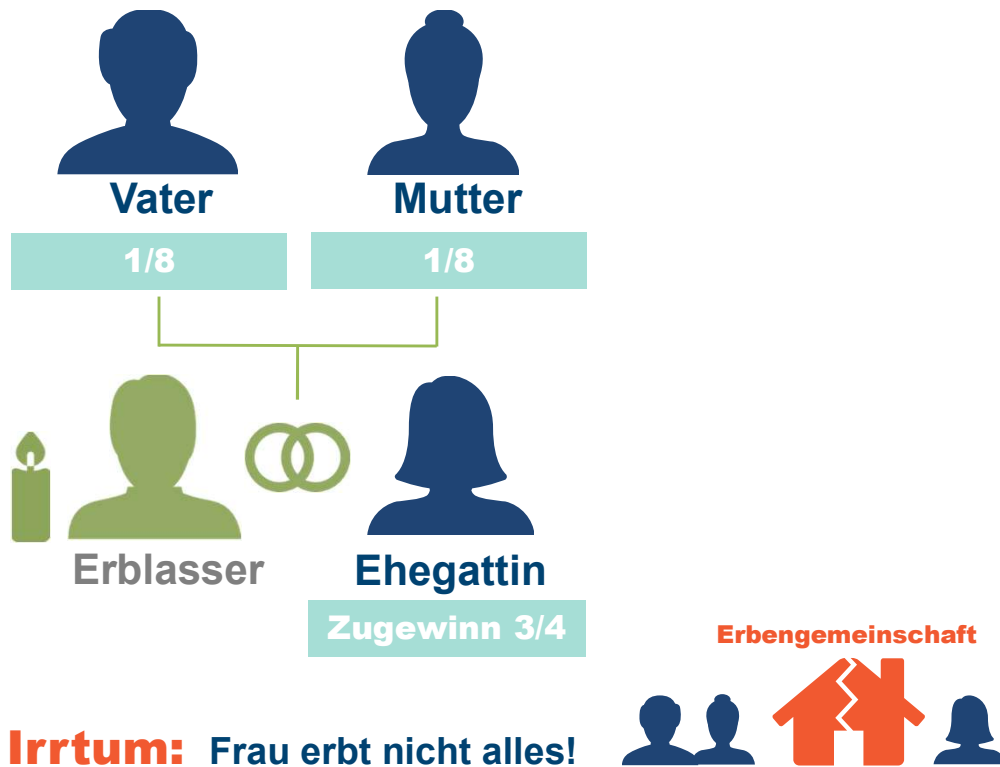 Vater
Mutter
1/8
1/8
Erblasser
Ehegattin
Zugewinn 3/4
Erbengemeinschaft
Irrtum: Frau erbt nicht alles!